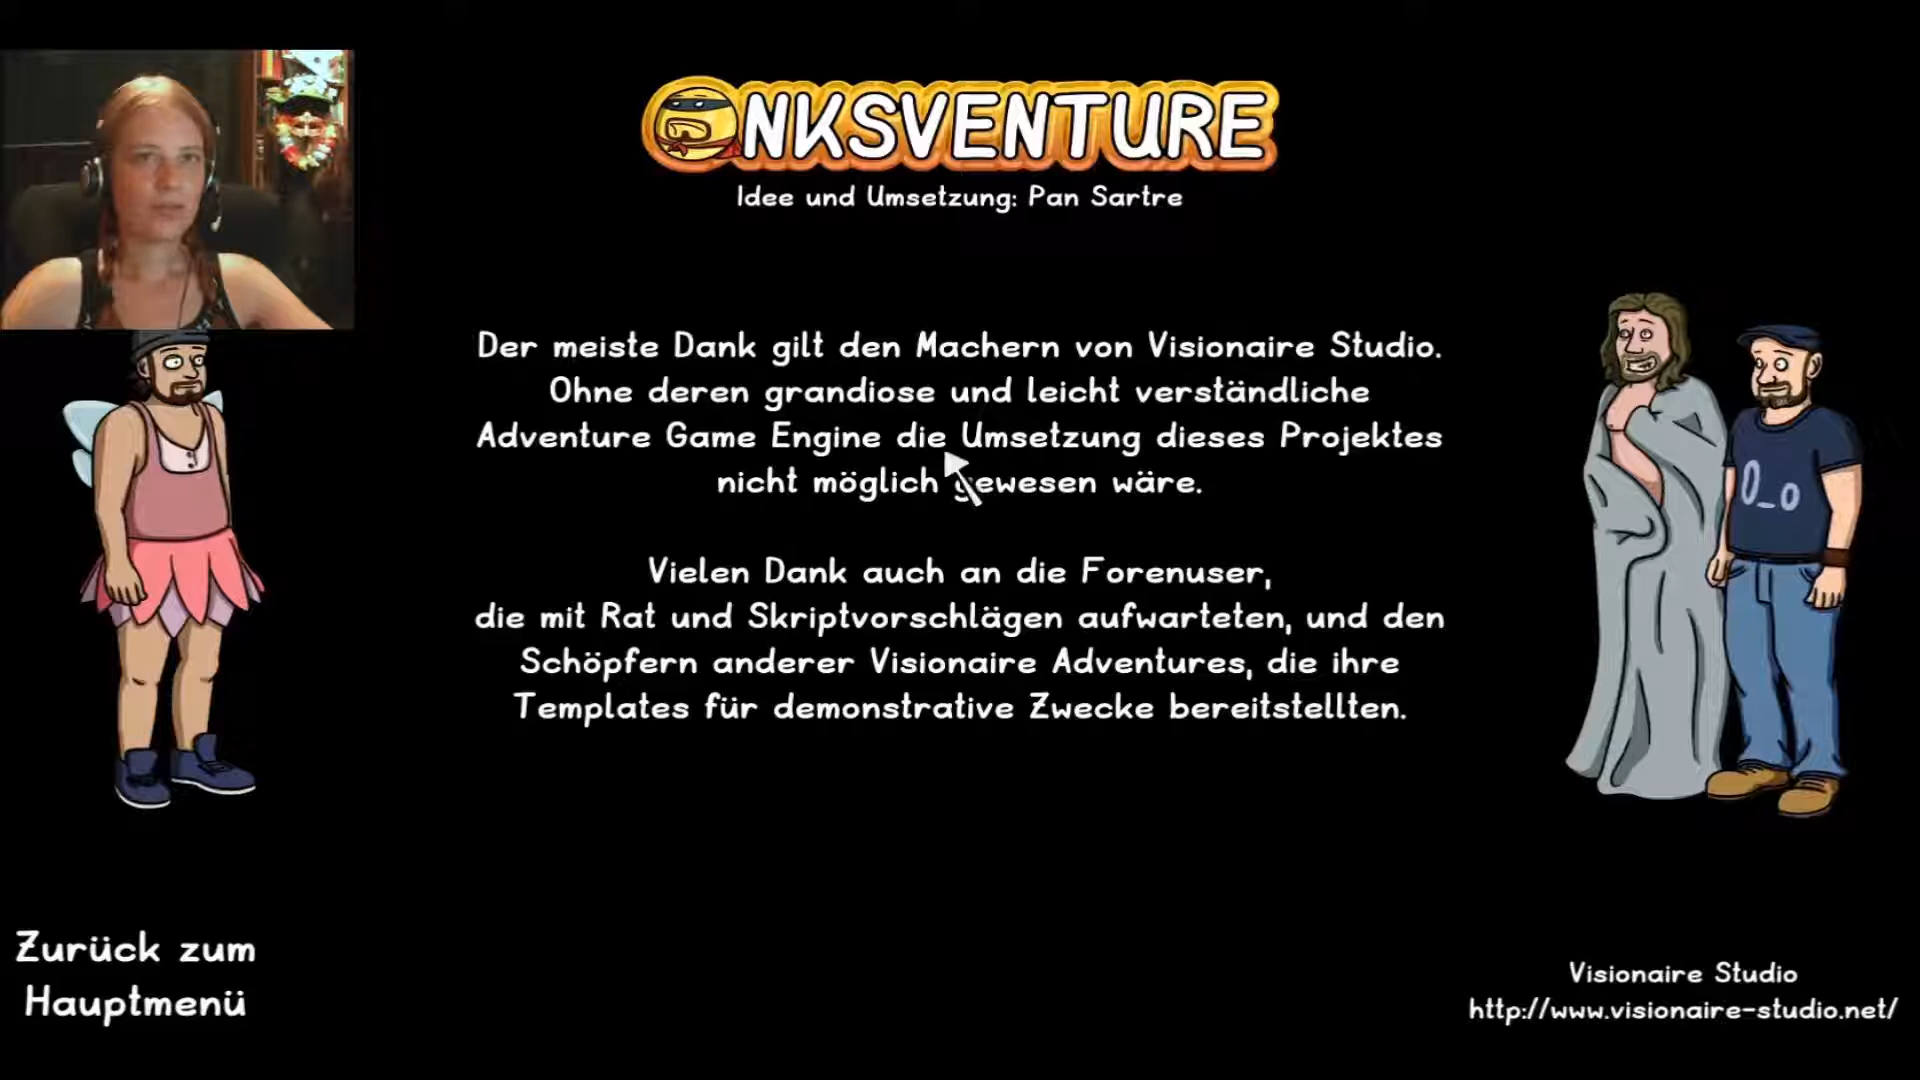 ONKSVENTURE
Idee und Umsetzung: Pan Sartre
Der meiste Dank gilt den Machern von Visionaire Studio.
Ohne deren grandiose und leicht verständliche
Adventure Game Engine die Umsetzung dieses Projektes
nicht möglich gewesen wäre.
Vielen Dank auch an die Forenuser,
die mit Rat und Skriptvorschlägen aufwarteten, und den
Schöpfern anderer Visionaire Adventures, die ihre
Templates für demonstrative Zwecke bereitstellten.
O_o
Zurück zum
Hauptmenü
Visionaire Studio
http://www.visionaire-studio.net/